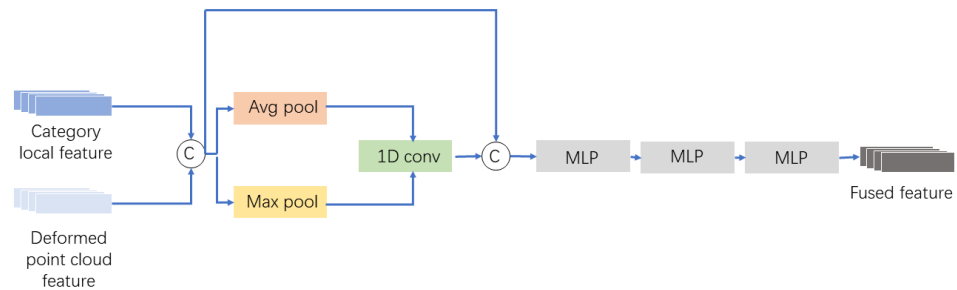 Category
local feature
Deformed
point cloud
feature
C
Avg pool
Max pool
1D conv
C
MLP
MLP
MLP
Fused feature